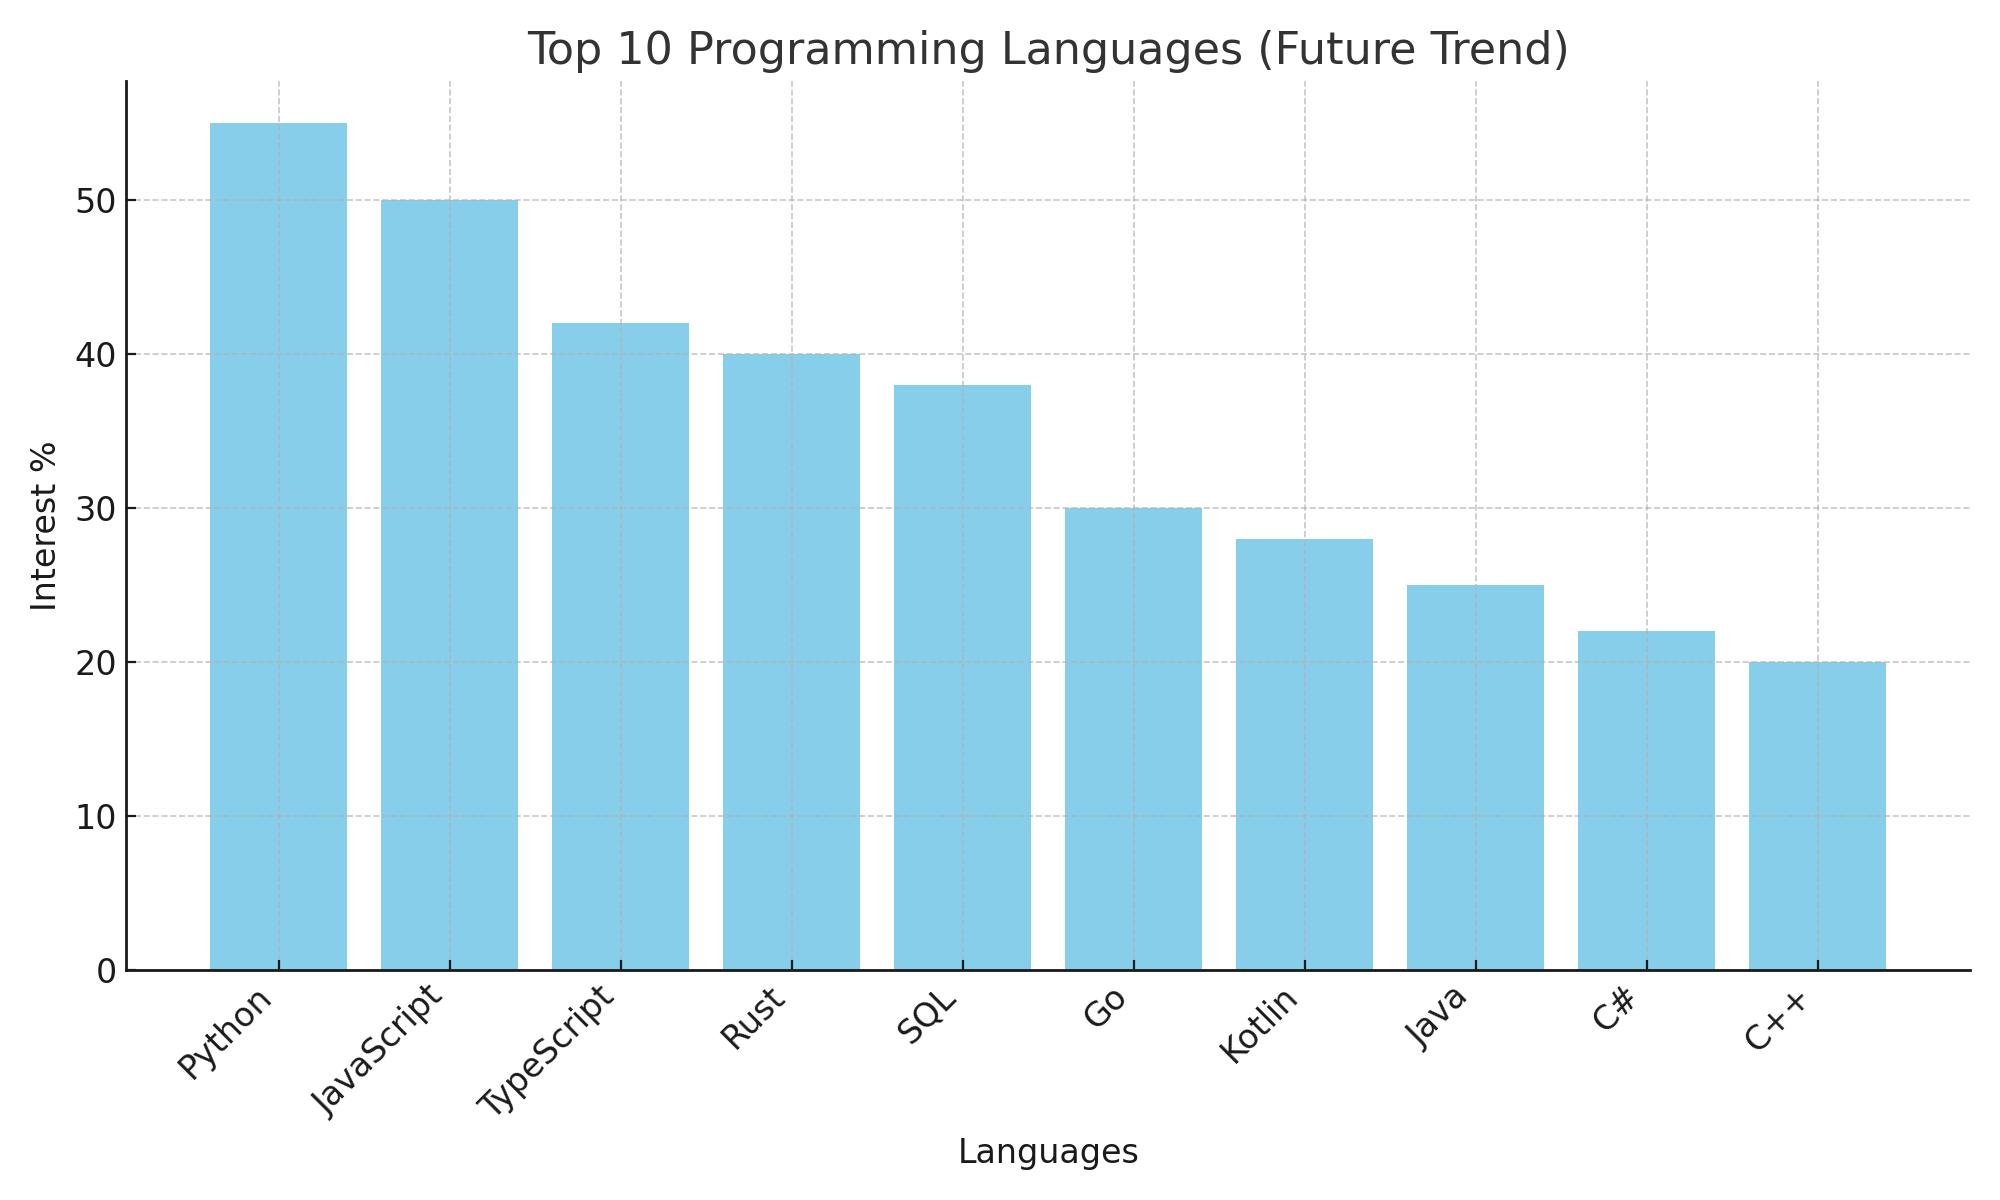 Top 10 Programming Languages (Future Trend)
Interest %
50
40
30
20
10
0
Python
JavaScript
TypeScript
Rust
SQL
Go
Kotlin
Java
C#
C++
Languages